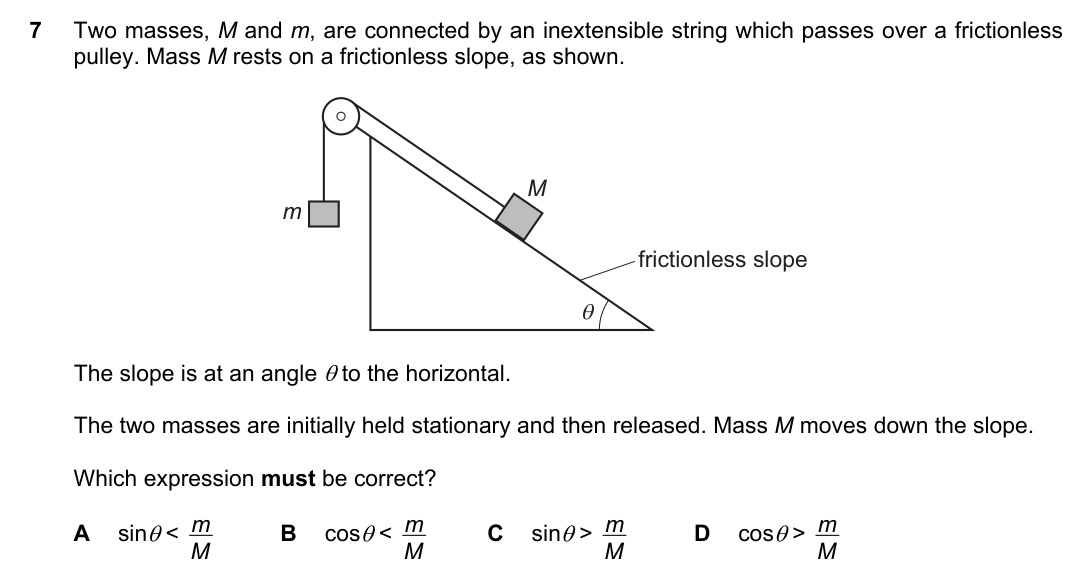 7 Two masses, M and m, are connected by an inextensible string which passes over a frictionless
pulley. Mass M rests on a frictionless slope, as shown.
M
m
frictionless slope
θ
The slope is at an angle θ to the horizontal.
The two masses are initially held stationary and then released. Mass M moves down the slope.
Which expression must be correct?
A sinθ < m/M B cosθ < m/M C sinθ > m/M D cosθ > m/M